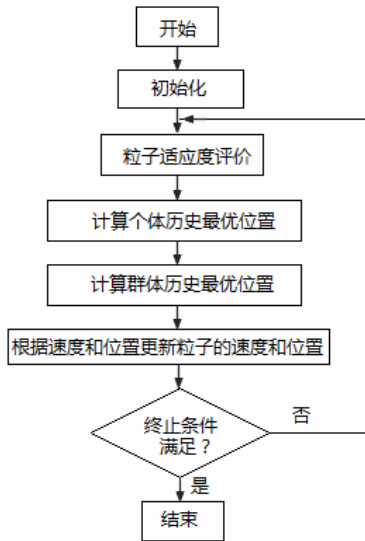 开始
初始化
粒子适应度评价
计算个体历史最优位置
计算群体历史最优位置
根据速度和位置更新粒子的速度和位置
终止条件
满足？
否
是
结束